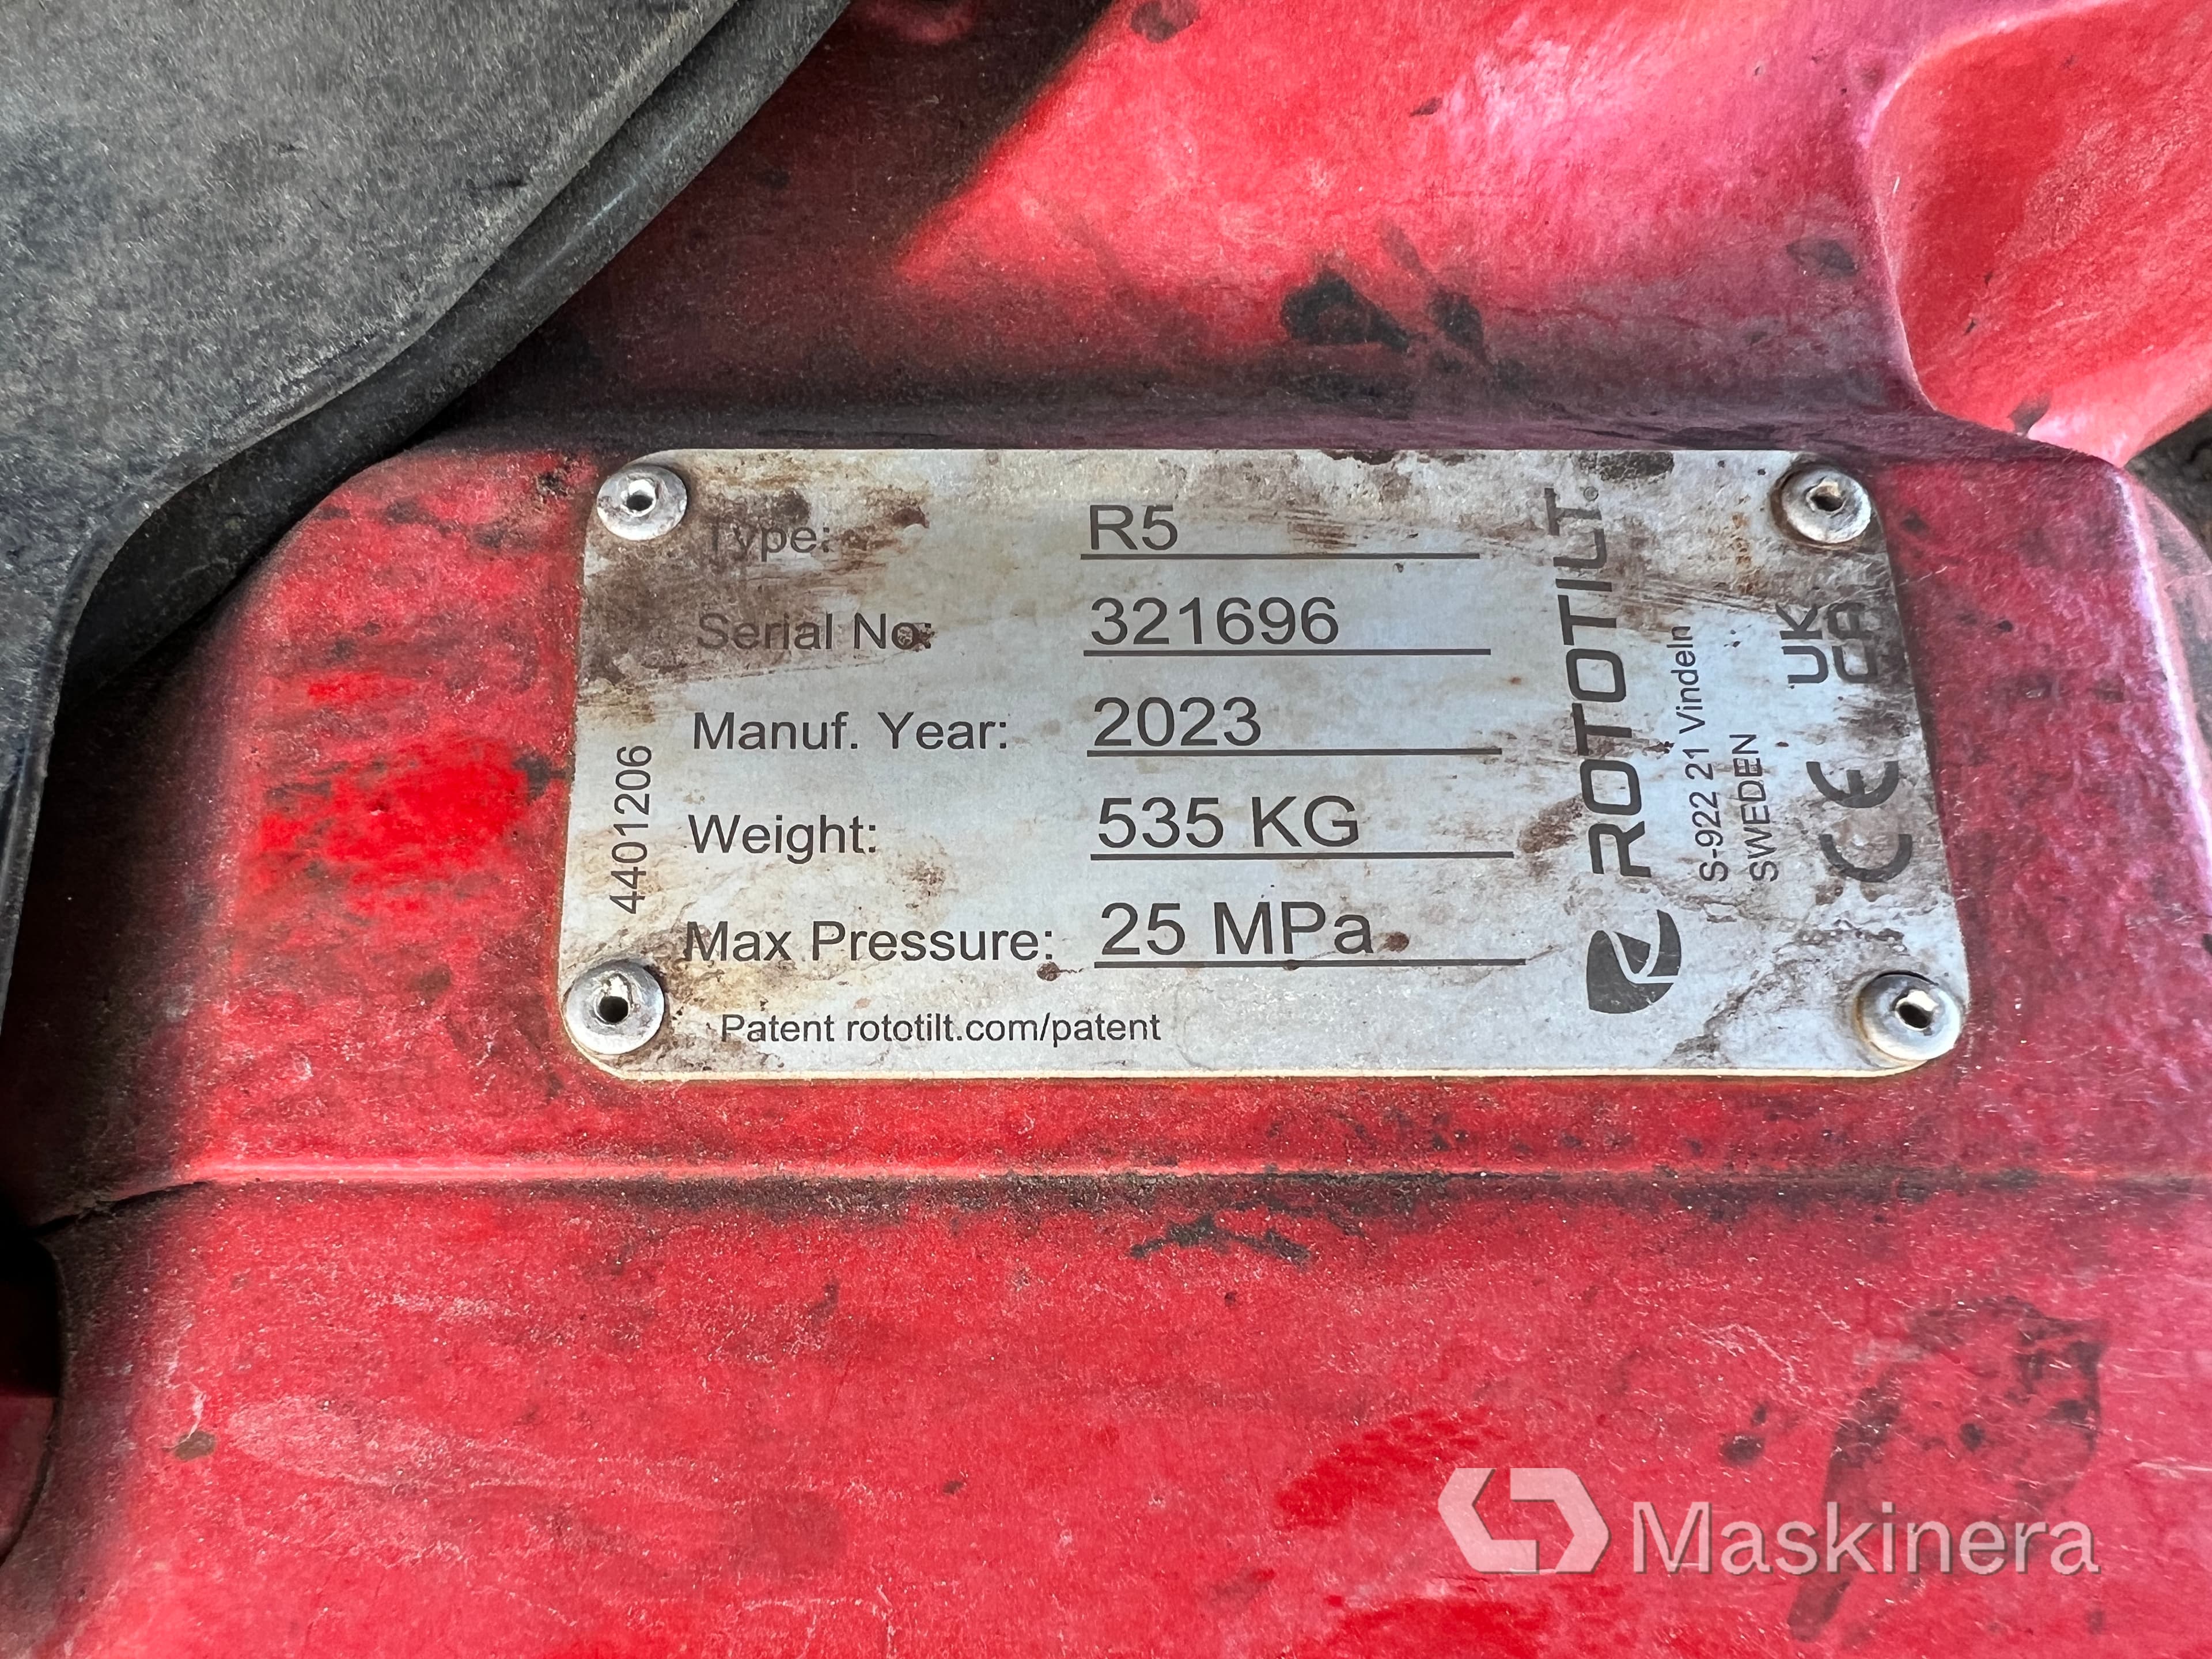 Type: R5
Serial No: 321696
Manuf. Year: 2023
Weight: 535 KG
Max Pressure: 25 MPa
Patent rototilt.com/patent
4401206
ROTOTILT®
S-922 21 Vindeln
SWEDEN
UK
CA
CE
Maskinera